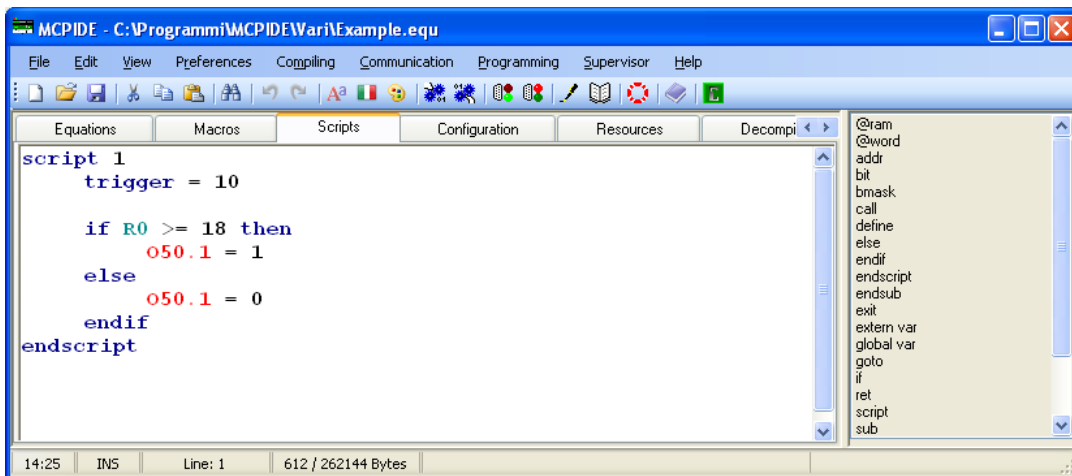 MCPIDE - C:\Programmi\MCPIDE\Vari\Example.equ
File Edit View Preferences Compiling Communication Programming Supervisor Help
Equations Macros Scripts Configuration Resources Decompi
script 1
trigger = 10
if R0 >= 18 then
O50.1 = 1
else
O50.1 = 0
endif
endscript
@ram
@word
addr
bit
bmask
call
define
else
endif
endscript
endsub
exit
extern var
global var
goto
if
ret
script
sub
14:25 INS Line: 1 612 / 262144 Bytes